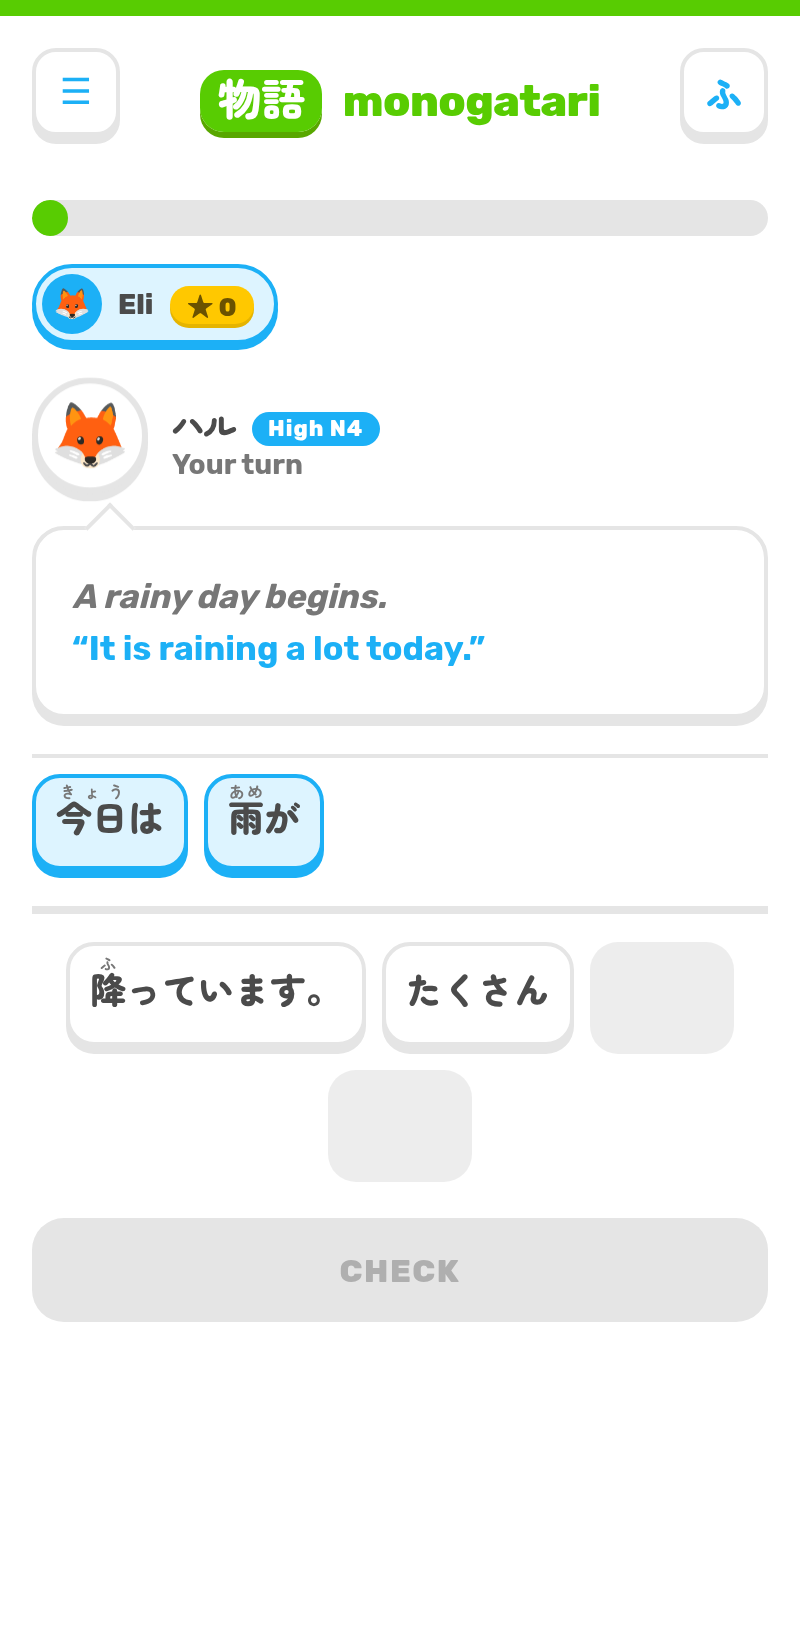 ☰ 物語 monogatari ふ
Eli ★ 0
ハル High N4
Your turn
A rainy day begins.
“It is raining a lot today.”
きょう あめ
今日は 雨が
ふ
降っています。 たくさん
CHECK